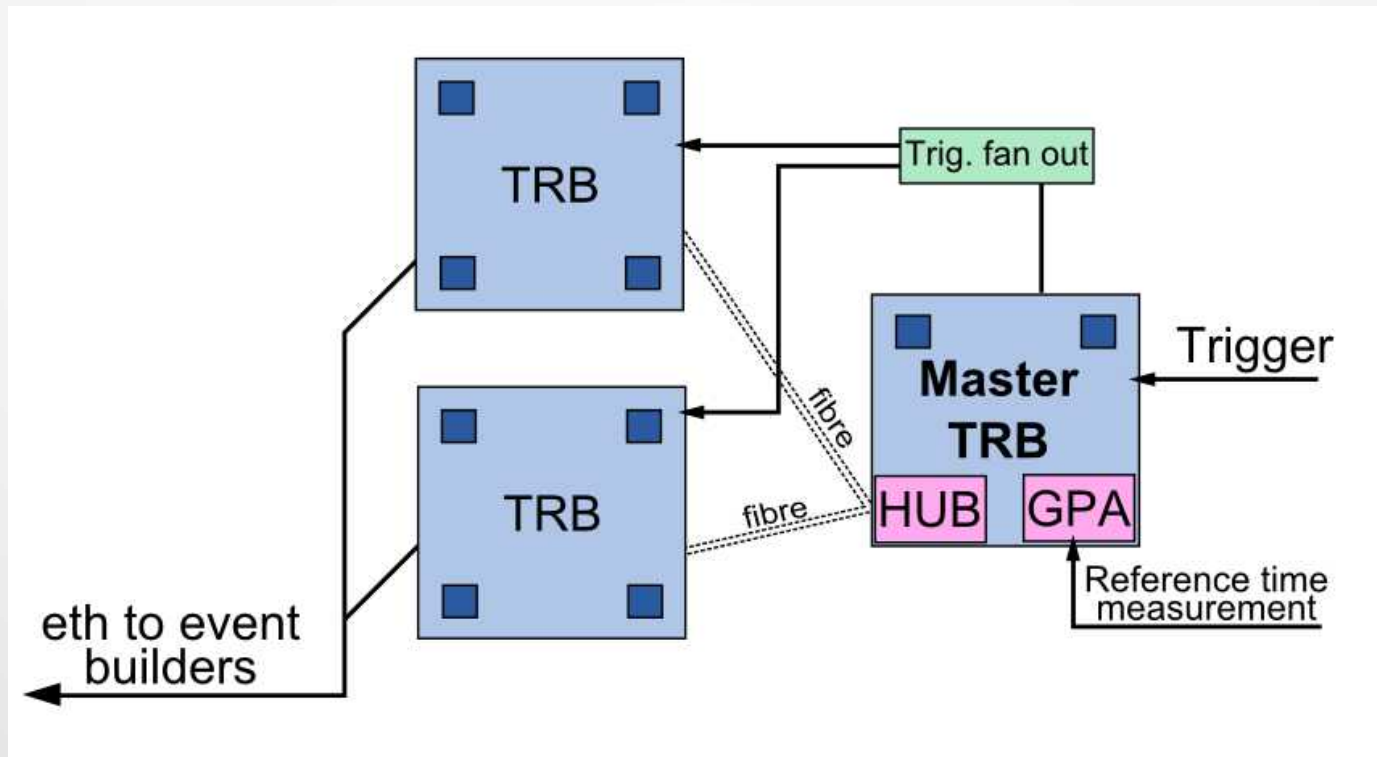 TRB
Trig. fan out
Trigger
Master
TRB
fibre
HUB
GPA
TRB
fibre
Reference time
measurement
eth to event
builders